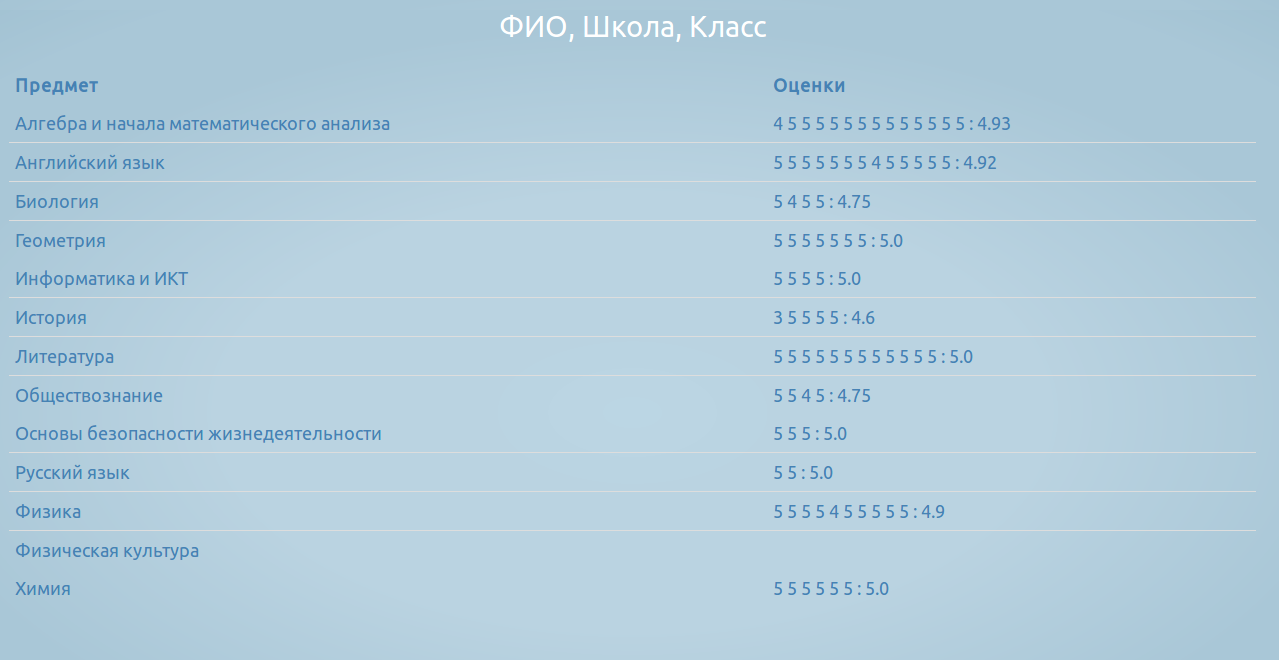 ФИО, Школа, Класс
Предмет Оценки
Алгебра и начала математического анализа 4 5 5 5 5 5 5 5 5 5 5 5 5 5 : 4.93
Английский язык 5 5 5 5 5 5 5 4 5 5 5 5 5 : 4.92
Биология 5 4 5 5 : 4.75
Геометрия 5 5 5 5 5 5 5 : 5.0
Информатика и ИКТ 5 5 5 5 : 5.0
История 3 5 5 5 5 : 4.6
Литература 5 5 5 5 5 5 5 5 5 5 5 5 : 5.0
Обществознание 5 5 4 5 : 4.75
Основы безопасности жизнедеятельности 5 5 5 : 5.0
Русский язык 5 5 : 5.0
Физика 5 5 5 5 4 5 5 5 5 5 : 4.9
Физическая культура
Химия 5 5 5 5 5 5 : 5.0